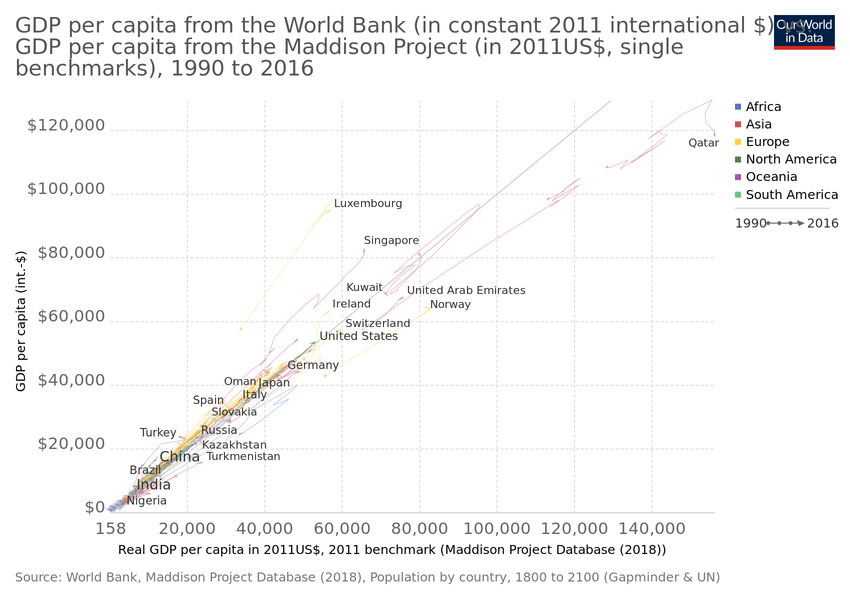 GDP per capita from the World Bank (in constant 2011 international $)
GDP per capita from the Maddison Project (in 2011US$, single
benchmarks), 1990 to 2016
Our World
in Data
$120,000
$100,000
$80,000
$60,000
$40,000
$20,000
$0
GDP per capita (int.-$)
Qatar
Luxembourg
Singapore
Kuwait
United Arab Emirates
Ireland
Norway
Switzerland
United States
Germany
Oman
Japan
Italy
Spain
Slovakia
Turkey
Russia
Kazakhstan
China
Turkmenistan
Brazil
India
Nigeria
158
20,000
40,000
60,000
80,000
100,000
120,000
140,000
Real GDP per capita in 2011US$, 2011 benchmark (Maddison Project Database (2018))
Africa
Asia
Europe
North America
Oceania
South America
1990
2016
Source: World Bank, Maddison Project Database (2018), Population by country, 1800 to 2100 (Gapminder & UN)